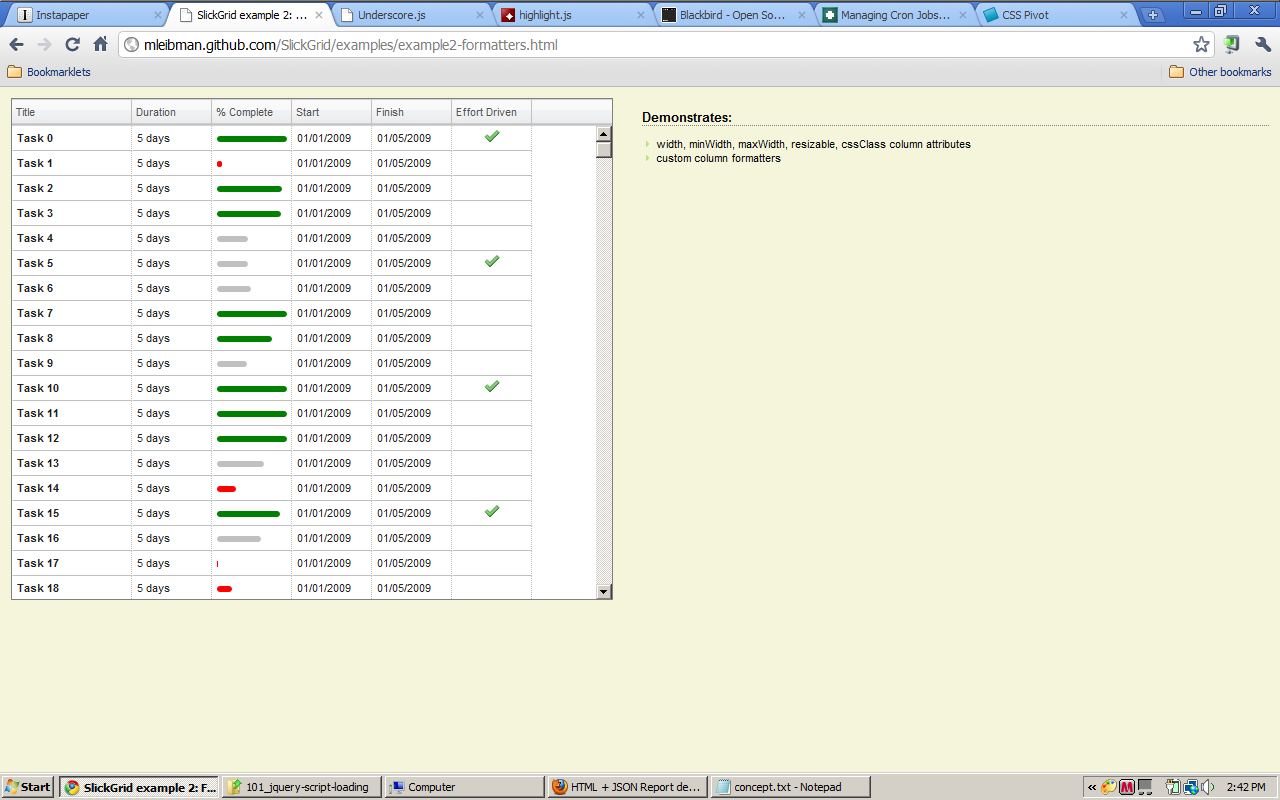 Instapaper
SlickGrid example 2: ...
Underscore.js
highlight.js
Blackbird - Open So...
Managing Cron Jobs...
CSS Pivot
mleibman.github.com/SlickGrid/examples/example2-formatters.html
Bookmarklets
Other bookmarks
Title Duration % Complete Start Finish Effort Driven
Task 0 5 days 01/01/2009 01/05/2009
Task 1 5 days 01/01/2009 01/05/2009
Task 2 5 days 01/01/2009 01/05/2009
Task 3 5 days 01/01/2009 01/05/2009
Task 4 5 days 01/01/2009 01/05/2009
Task 5 5 days 01/01/2009 01/05/2009
Task 6 5 days 01/01/2009 01/05/2009
Task 7 5 days 01/01/2009 01/05/2009
Task 8 5 days 01/01/2009 01/05/2009
Task 9 5 days 01/01/2009 01/05/2009
Task 10 5 days 01/01/2009 01/05/2009
Task 11 5 days 01/01/2009 01/05/2009
Task 12 5 days 01/01/2009 01/05/2009
Task 13 5 days 01/01/2009 01/05/2009
Task 14 5 days 01/01/2009 01/05/2009
Task 15 5 days 01/01/2009 01/05/2009
Task 16 5 days 01/01/2009 01/05/2009
Task 17 5 days 01/01/2009 01/05/2009
Task 18 5 days 01/01/2009 01/05/2009
Demonstrates:
width, minWidth, maxWidth, resizable, cssClass column attributes
custom column formatters
Start
SlickGrid example 2: F...
101_jquery-script-loading
Computer
HTML + JSON Report de...
concept.txt - Notepad
2:42 PM